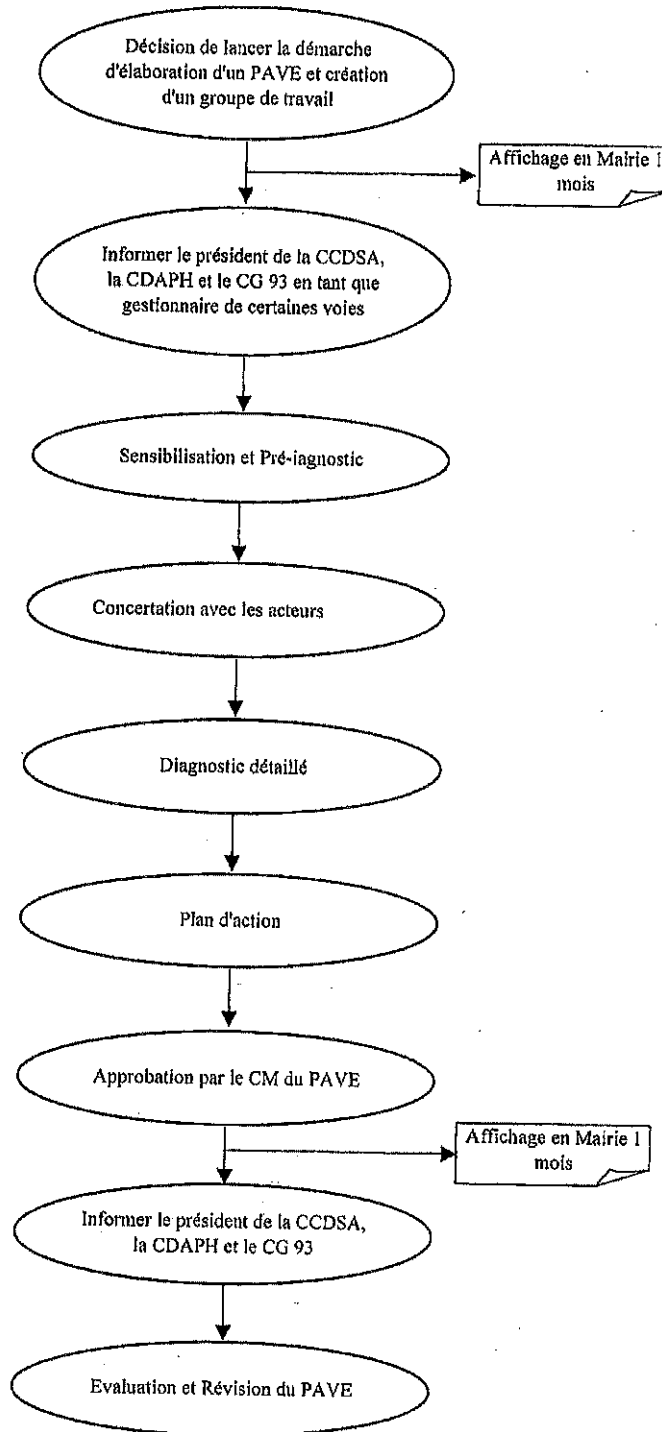 Décision de lancer la démarche
d'élaboration d'un PAVE et création
d'un groupe de travail
Affichage en Mairie 1
mois
Informer le président de la CCDSA,
la CDAPH et le CG 93 en tant que
gestionnaire de certaines voies
Sensibilisation et Pré-iagnostic
Concertation avec les acteurs
Diagnostic détaillé
Plan d'action
Approbation par le CM du PAVE
Affichage en Mairie 1
mois
Informer le président de la CCDSA,
la CDAPH et le CG 93
Evaluation et Révision du PAVE